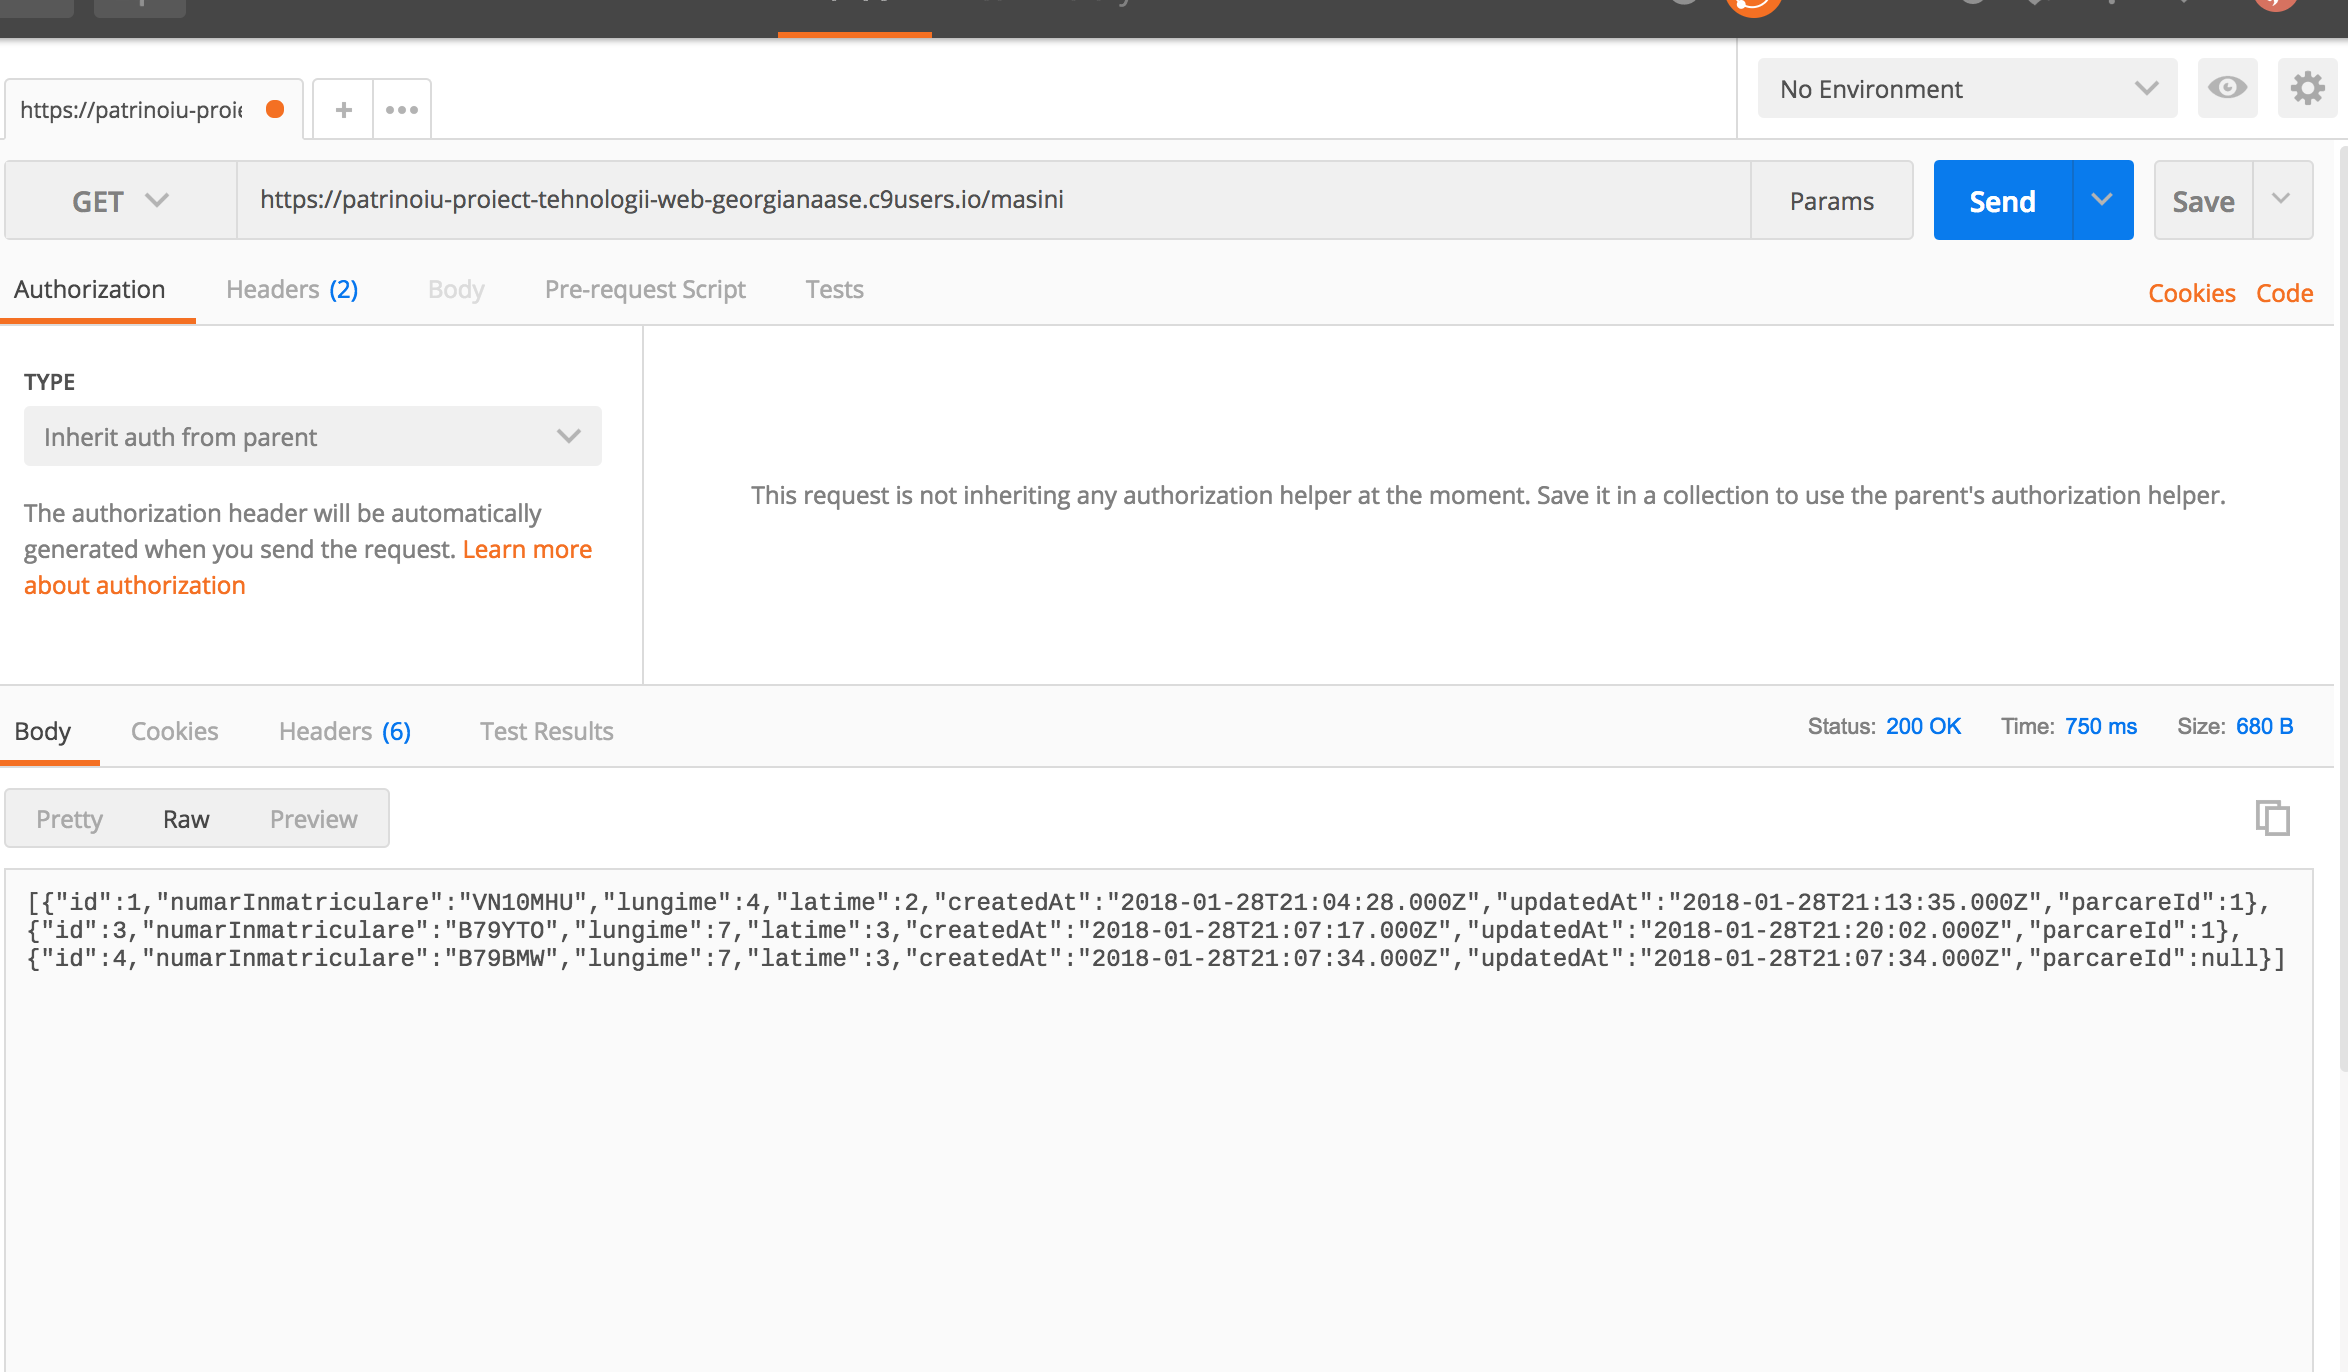 https://patrinoiu-proie
No Environment
GET
https://patrinoiu-proiect-tehnologii-web-georgianaase.c9users.io/masini
Params
Send
Save
Authorization
Headers (2)
Body
Pre-request Script
Tests
Cookies
Code
TYPE
Inherit auth from parent
The authorization header will be automatically
generated when you send the request. Learn more
about authorization
This request is not inheriting any authorization helper at the moment. Save it in a collection to use the parent's authorization helper.
Body
Cookies
Headers (6)
Test Results
Status: 200 OK
Time: 750 ms
Size: 680 B
Pretty
Raw
Preview
[{"id":1,"numarInmatriculare":"VN10MHU","lungime":4,"latime":2,"createdAt":"2018-01-28T21:04:28.000Z","updatedAt":"2018-01-28T21:13:35.000Z","parcareId":1},
{"id":3,"numarInmatriculare":"B79YTO","lungime":7,"latime":3,"createdAt":"2018-01-28T21:07:17.000Z","updatedAt":"2018-01-28T21:20:02.000Z","parcareId":1},
{"id":4,"numarInmatriculare":"B79BMW","lungime":7,"latime":3,"createdAt":"2018-01-28T21:07:34.000Z","updatedAt":"2018-01-28T21:07:34.000Z","parcareId":null}]